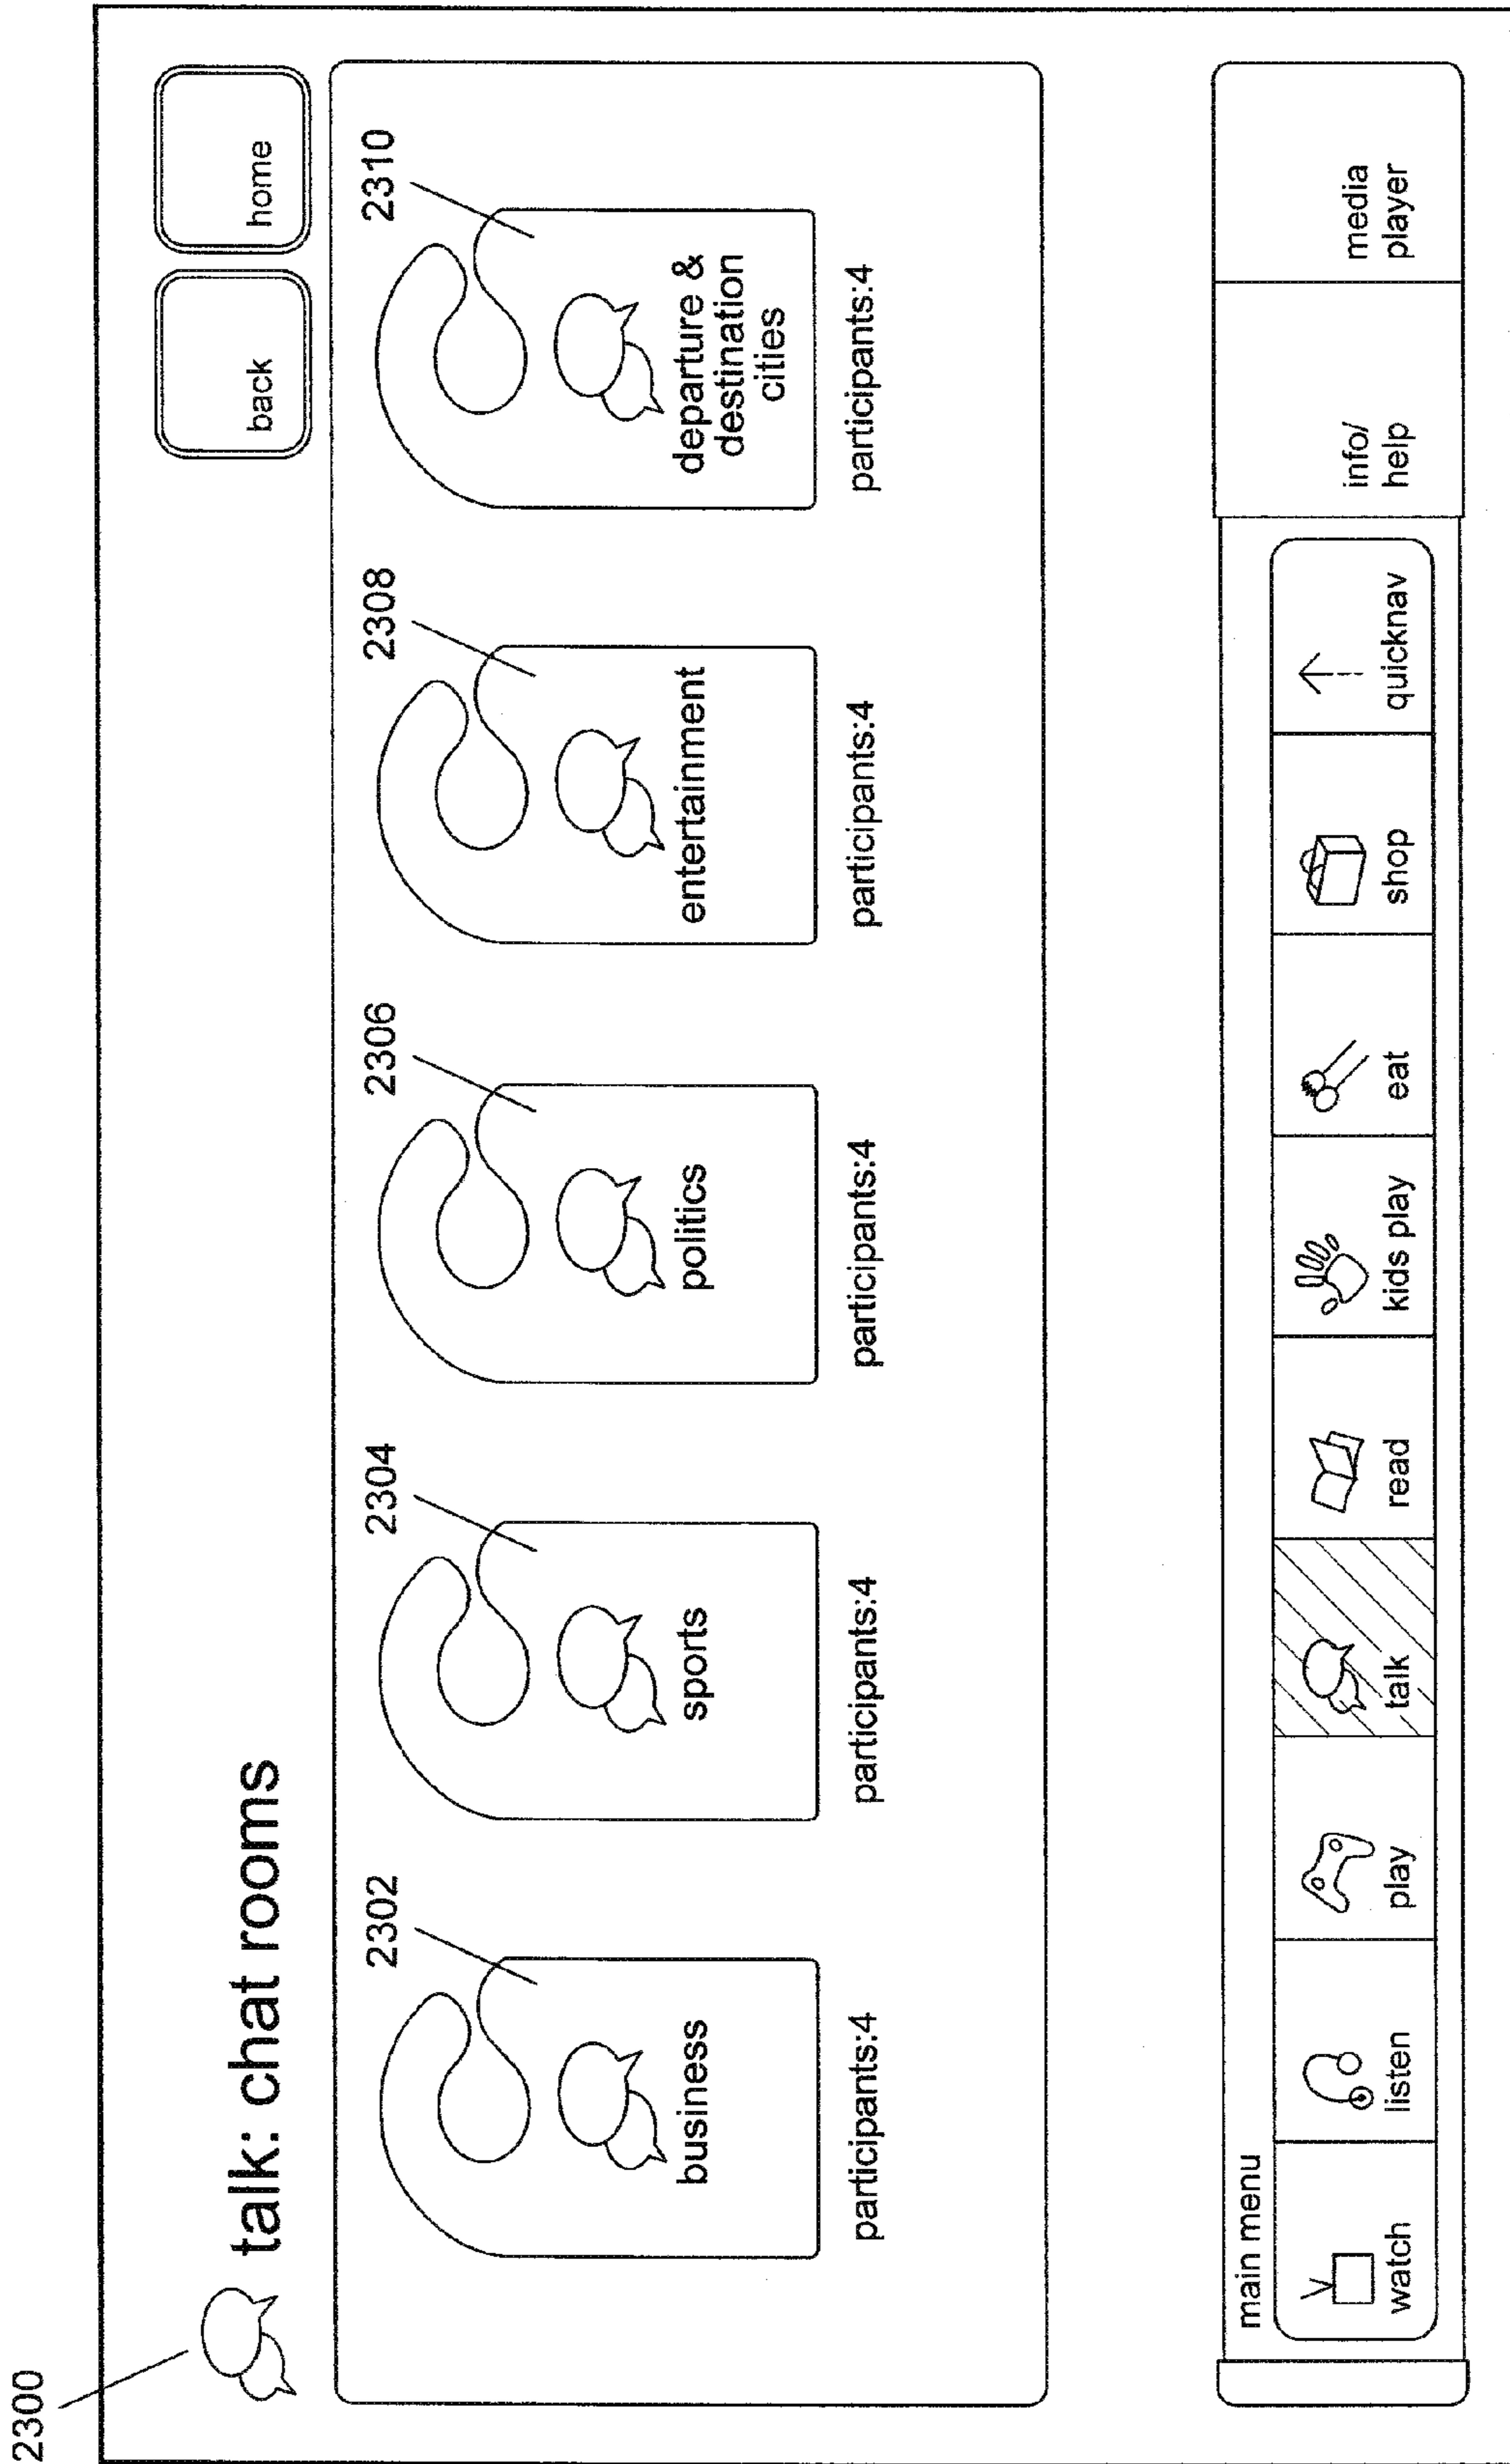 2300
talk: chat rooms
back
home
2302
2304
2306
2308
2310
business
sports
politics
entertainment
departure &
destination
cities
participants:4
participants:4
participants:4
participants:4
participants:4
main menu
watch
listen
play
talk
read
kids play
eat
shop
quicknav
info/
help
media
player